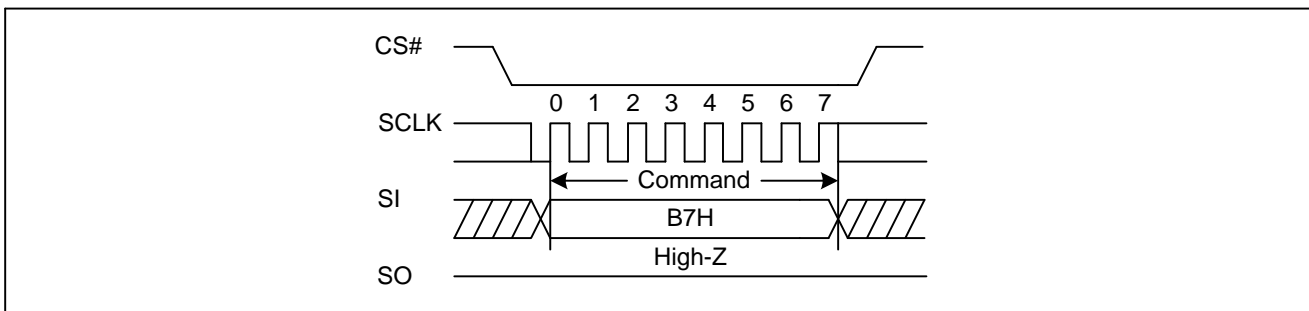 CS#
0 1 2 3 4 5 6 7
SCLK
Command
SI
B7H
High-Z
SO